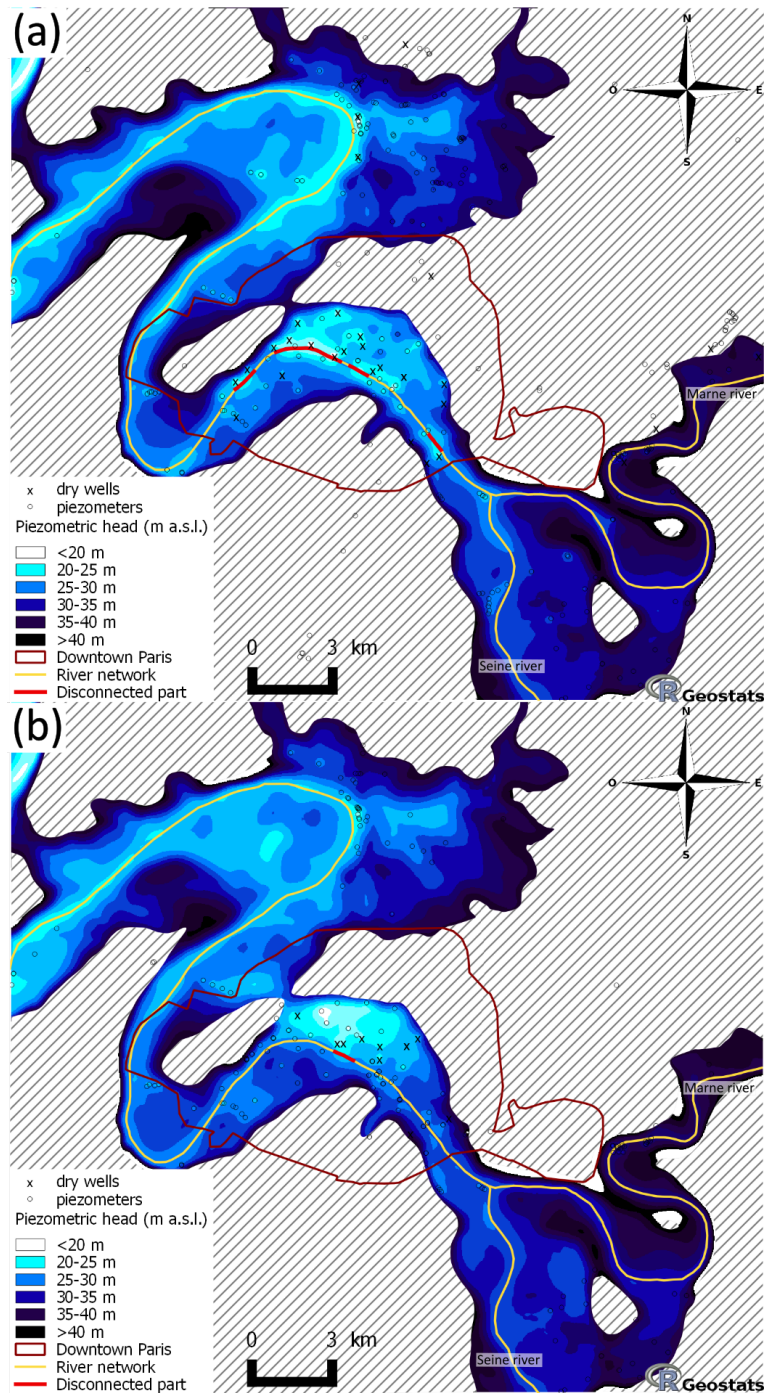 (a)
N
O
E
S
Marne river
x dry wells
o piezometers
Piezometric head (m a.s.l.)
<20 m
20-25 m
25-30 m
30-35 m
35-40 m
>40 m
Downtown Paris
River network
Disconnected part
0 3 km
Seine river
R Geostats
(b)
N
O
E
S
Marne river
x dry wells
o piezometers
Piezometric head (m a.s.l.)
<20 m
20-25 m
25-30 m
30-35 m
35-40 m
>40 m
Downtown Paris
River network
Disconnected part
0 3 km
Seine river
R Geostats